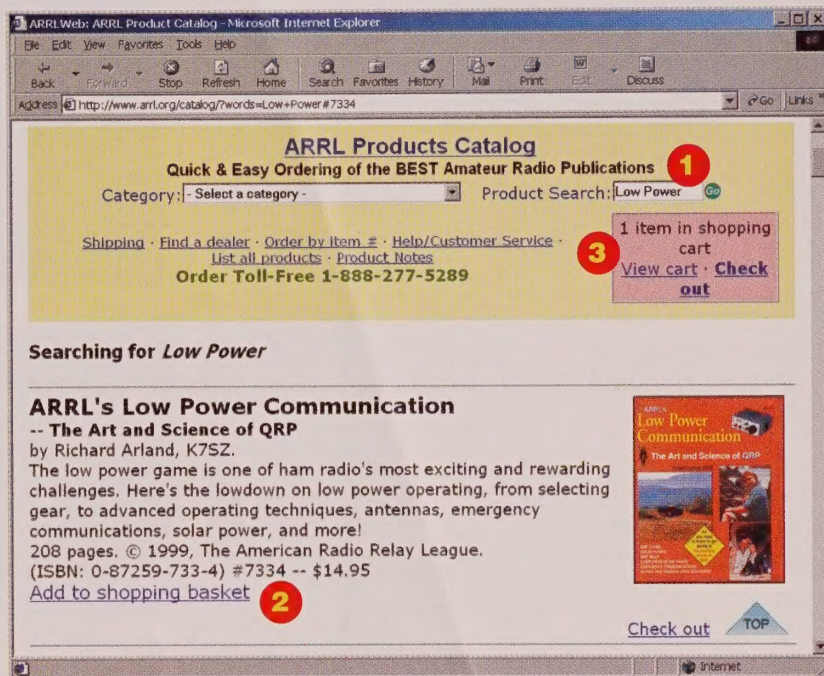 ARRLWeb: ARRL Product Catalog - Microsoft Internet Explorer
File Edit View Favorites Tools Help
Back Forward Stop Refresh Home Search Favorites History Mail Print Edit Discuss
Address http://www.arrl.org/catalog/?words=Low+Power#7334 Go Links
ARRL Products Catalog
Quick & Easy Ordering of the BEST Amateur Radio Publications 1
Category: - Select a category - Product Search: Low Power Go
Shipping · Find a dealer · Order by item # · Help/Customer Service ·
List all products · Product Notes
Order Toll-Free 1-888-277-5289
3
1 item in shopping
cart
View cart · Check
out
Searching for Low Power
ARRL's Low Power Communication
-- The Art and Science of QRP
by Richard Arland, K7SZ.
The low power game is one of ham radio's most exciting and rewarding
challenges. Here's the lowdown on low power operating, from selecting
gear, to advanced operating techniques, antennas, emergency
communications, solar power, and more!
208 pages. © 1999, The American Radio Relay League.
(ISBN: 0-87259-733-4) #7334 -- $14.95
Add to shopping basket 2
ARRL's
Low Power
Communication
The Art and Science of QRP
Check out TOP
Internet